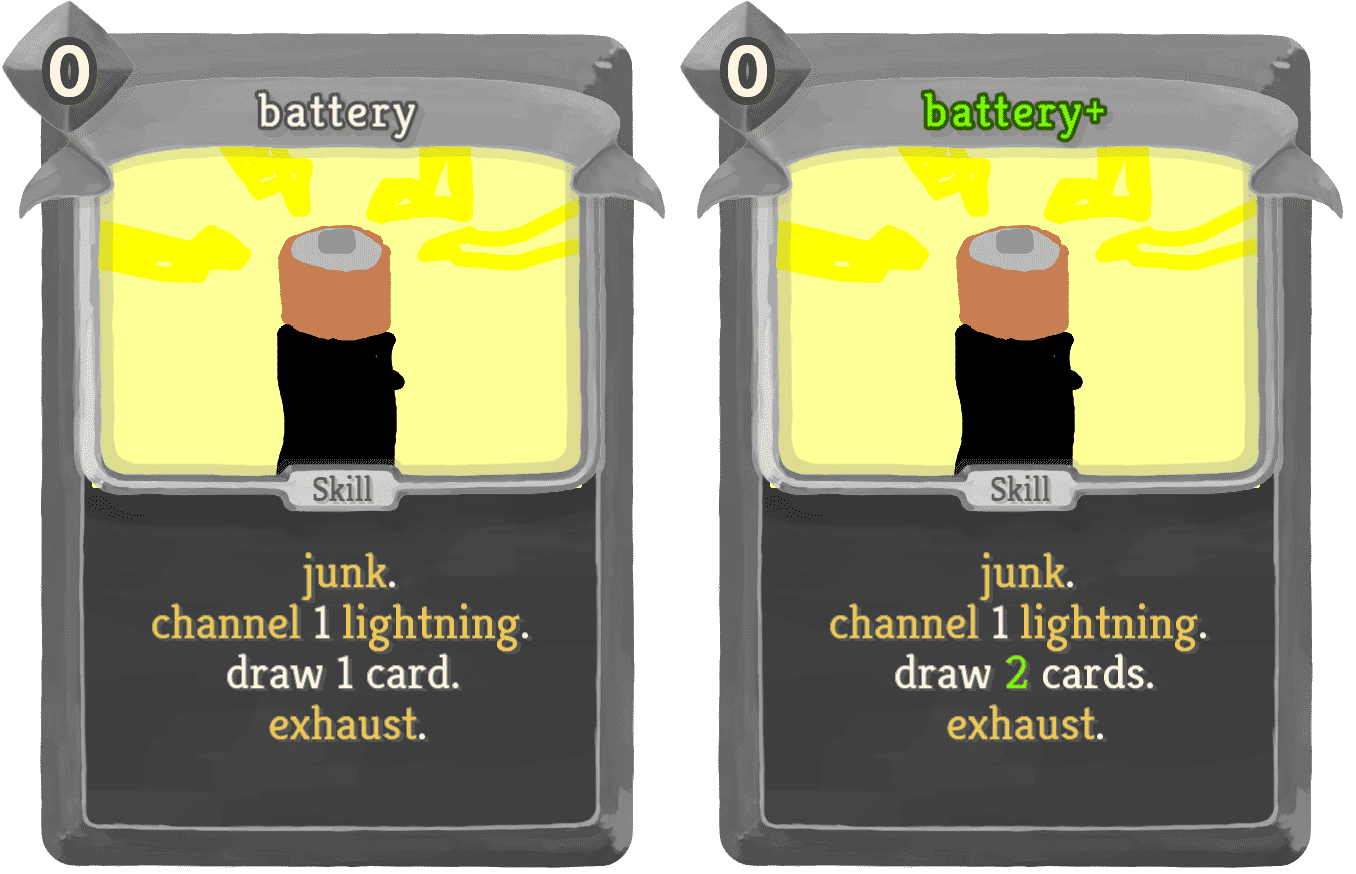 0
battery
Skill
junk.
channel 1 lightning.
draw 1 card.
exhaust.
0
battery+
Skill
junk.
channel 1 lightning.
draw 2 cards.
exhaust.